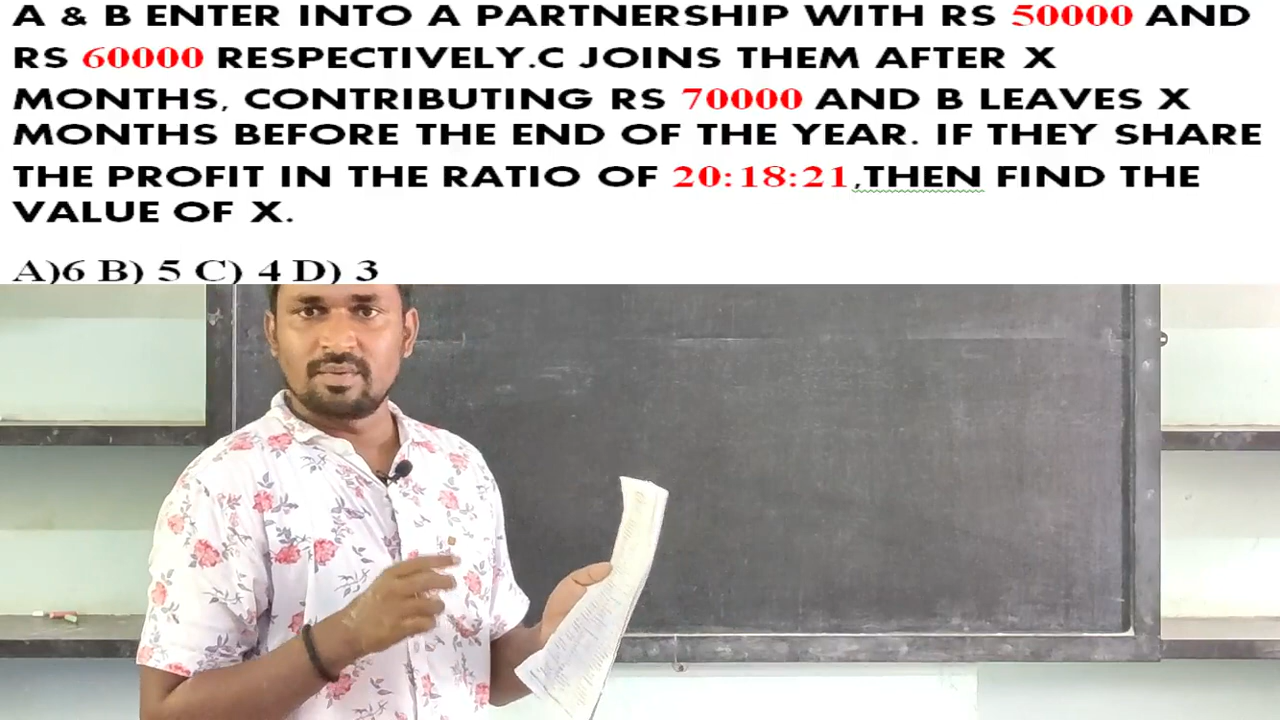 A & B ENTER INTO A PARTNERSHIP WITH RS 50000 AND
RS 60000 RESPECTIVELY.C JOINS THEM AFTER X
MONTHS, CONTRIBUTING RS 70000 AND B LEAVES X
MONTHS BEFORE THE END OF THE YEAR. IF THEY SHARE
THE PROFIT IN THE RATIO OF 20:18:21,THEN FIND THE
VALUE OF X.
A)6 B) 5 C) 4 D) 3